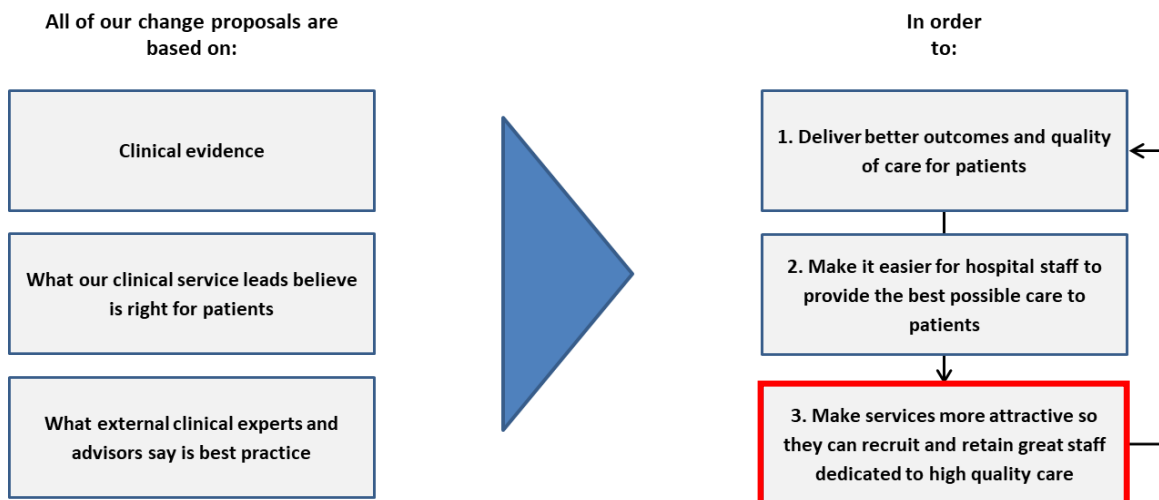 All of our change proposals are
based on:
Clinical evidence
What our clinical service leads believe
is right for patients
What external clinical experts and
advisors say is best practice
In order
to:
1. Deliver better outcomes and quality
of care for patients
2. Make it easier for hospital staff to
provide the best possible care to
patients
3. Make services more attractive so
they can recruit and retain great staff
dedicated to high quality care